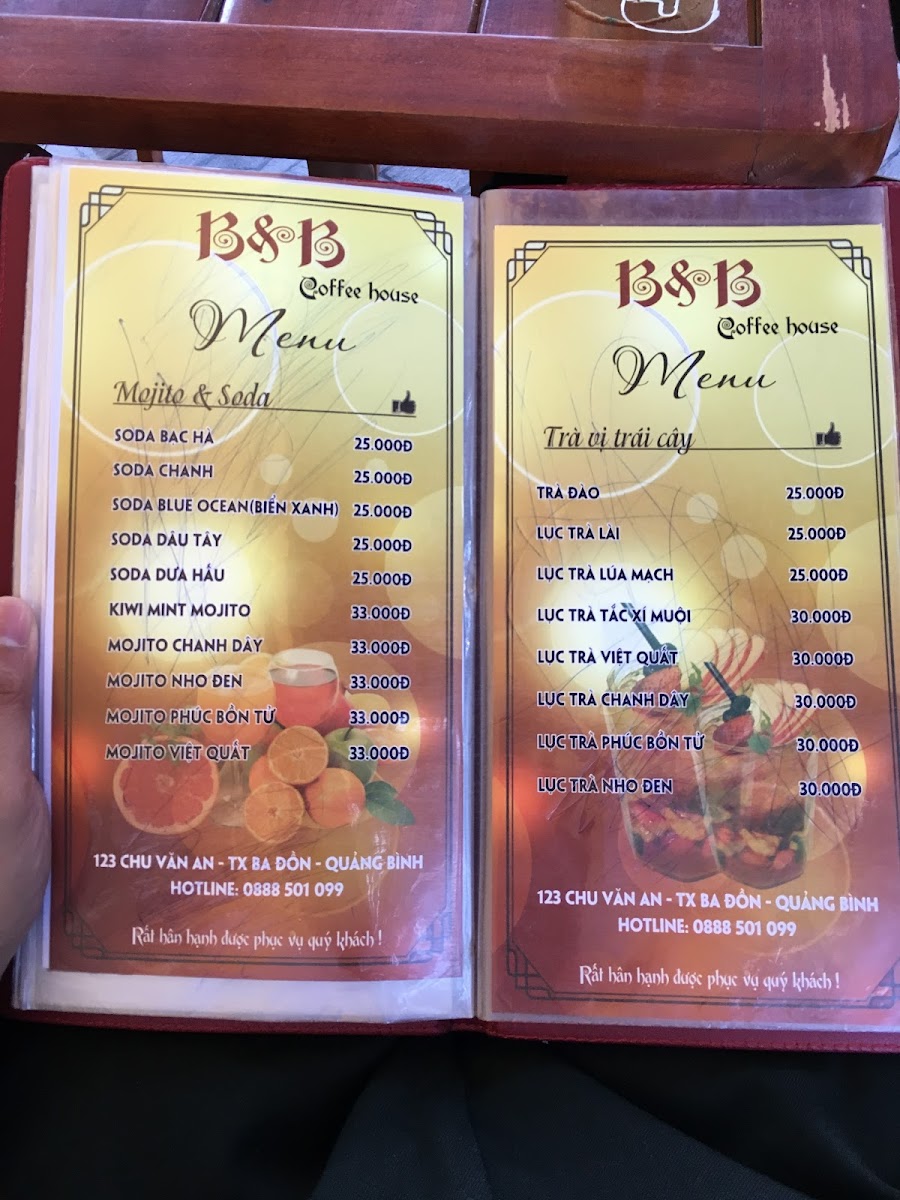 B&B
Coffee house
Menu
Mojito & Soda
SODA BẠC HÀ 25.000Đ
SODA CHANH 25.000Đ
SODA BLUE OCEAN(BIỂN XANH) 25.000Đ
SODA DÂU TÂY 25.000Đ
SODA DƯA HẤU 25.000Đ
KIWI MINT MOJITO 33.000Đ
MOJITO CHANH DÂY 33.000Đ
MOJITO NHO ĐEN 33.000Đ
MOJITO PHÚC BỒN TỬ 33.000Đ
MOJITO VIỆT QUẤT 33.000Đ
123 CHU VĂN AN - TX BA ĐỒN - QUẢNG BÌNH
HOTLINE: 0888 501 099
Rất hân hạnh được phục vụ quý khách !
B&B
Coffee house
Menu
Trà vị trái cây
TRÀ ĐÀO 25.000Đ
LỤC TRÀ LÀI 25.000Đ
LỤC TRÀ LÚA MẠCH 25.000Đ
LỤC TRÀ TẮC XÍ MUỘI 30.000Đ
LỤC TRÀ VIỆT QUẤT 30.000Đ
LỤC TRÀ CHANH DÂY 30.000Đ
LỤC TRÀ PHÚC BỒN TỬ 30.000Đ
LỤC TRÀ NHO ĐEN 30.000Đ
123 CHU VĂN AN - TX BA ĐỒN - QUẢNG BÌNH
HOTLINE: 0888 501 099
Rất hân hạnh được phục vụ quý khách !